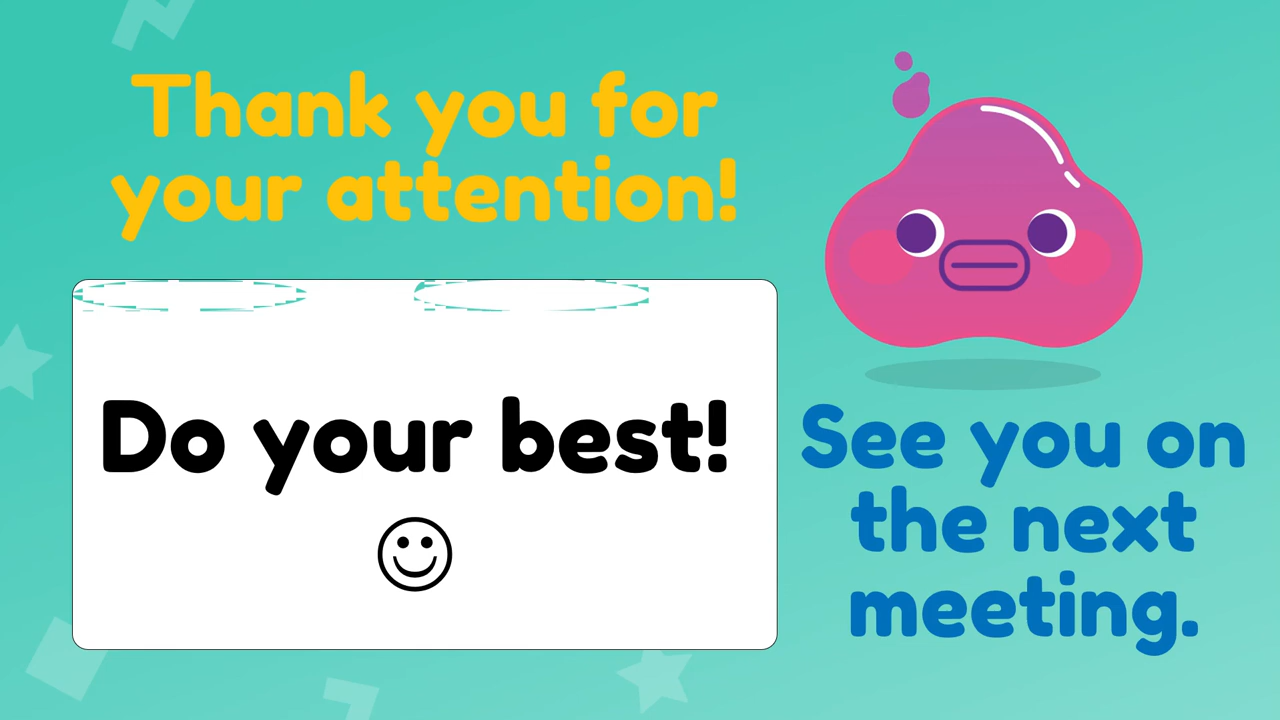 Thank you for
your attention!
Do your best!
☺
See you on
the next
meeting.